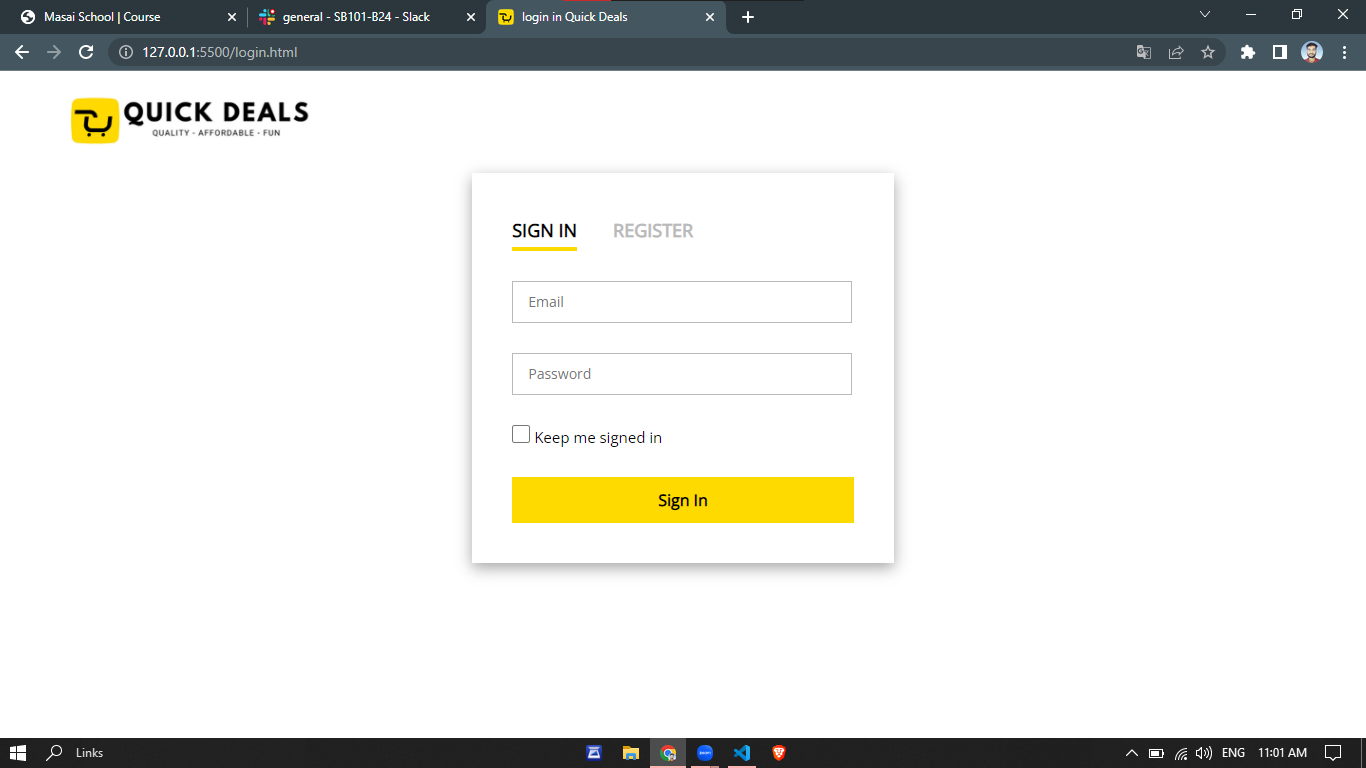 Masai School | Course
general - SB101-B24 - Slack
login in Quick Deals
127.0.0.1:5500/login.html
QUICK DEALS
QUALITY - AFFORDABLE - FUN
SIGN IN REGISTER
Email
Password
Keep me signed in
Sign In
Links
ENG 11:01 AM